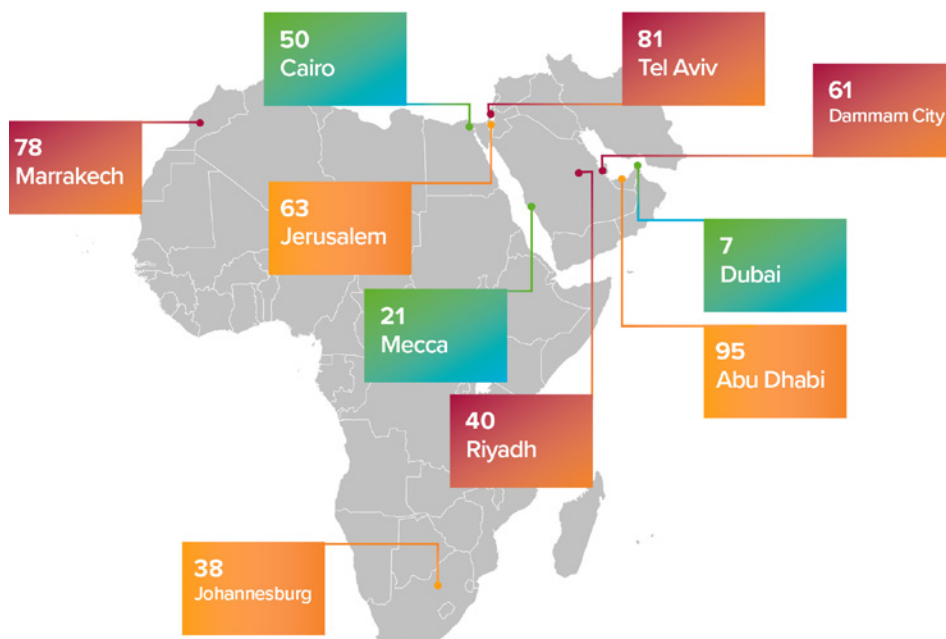 50
Cairo
81
Tel Aviv
61
Dammam City
78
Marrakech
63
Jerusalem
7
Dubai
21
Mecca
95
Abu Dhabi
40
Riyadh
38
Johannesburg